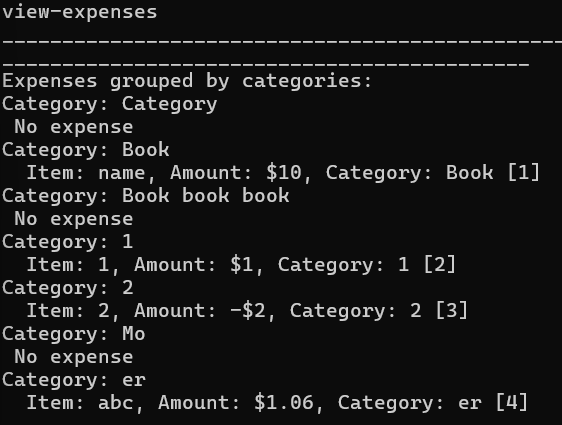 view-expenses
_______________________________________________
____________________________________________
Expenses grouped by categories:
Category: Category
 No expense
Category: Book
  Item: name, Amount: $10, Category: Book [1]
Category: Book book book
 No expense
Category: 1
  Item: 1, Amount: $1, Category: 1 [2]
Category: 2
  Item: 2, Amount: -$2, Category: 2 [3]
Category: Mo
 No expense
Category: er
  Item: abc, Amount: $1.06, Category: er [4]